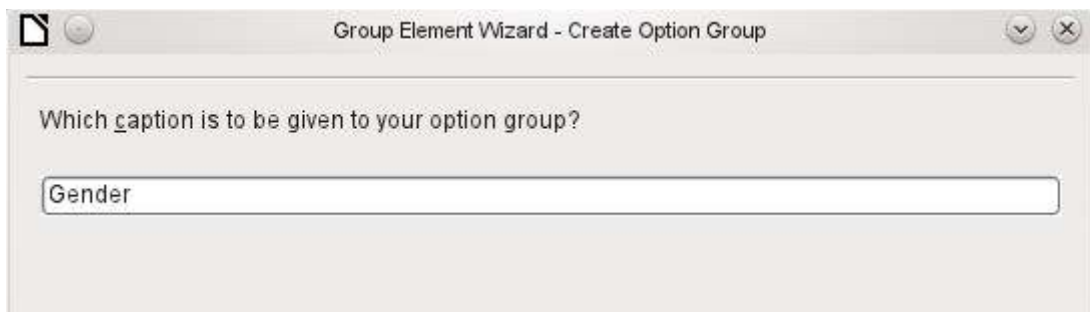 Group Element Wizard - Create Option Group
Which caption is to be given to your option group?
Gender